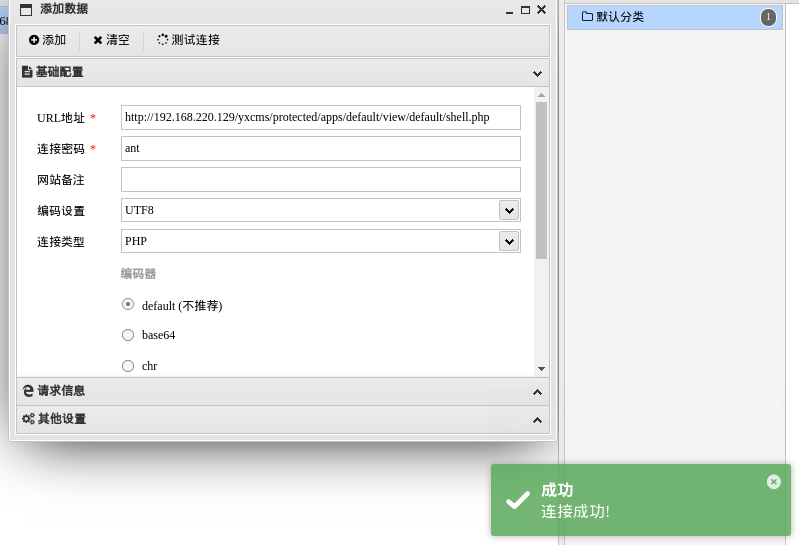 添加数据
添加 清空 测试连接
基础配置
URL地址 * http://192.168.220.129/yxcms/protected/apps/default/view/default/shell.php
连接密码 * ant
网站备注
编码设置 UTF8
连接类型 PHP
编码器
default (不推荐)
base64
chr
请求信息
其他设置
默认分类 1
成功
连接成功!